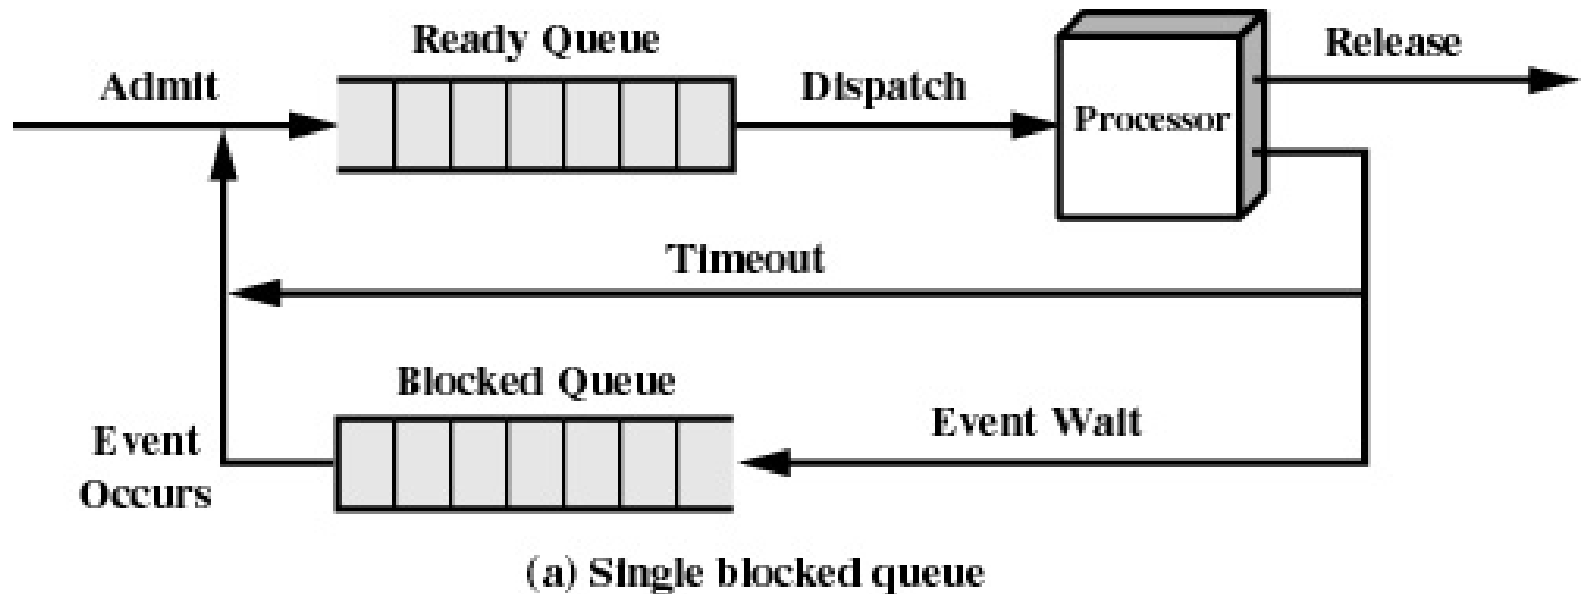 Ready Queue
Release
Admit
Dispatch
Processor
Timeout
Blocked Queue
Event Wait
Event
Occurs
(a) Single blocked queue